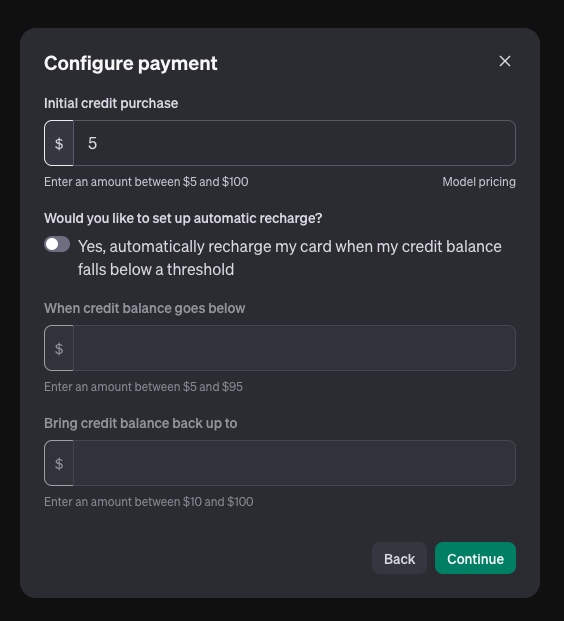 Configure payment
Initial credit purchase
$ 5
Enter an amount between $5 and $100 Model pricing
Would you like to set up automatic recharge?
Yes, automatically recharge my card when my credit balance
falls below a threshold
When credit balance goes below
$
Enter an amount between $5 and $95
Bring credit balance back up to
$
Enter an amount between $10 and $100
Back Continue